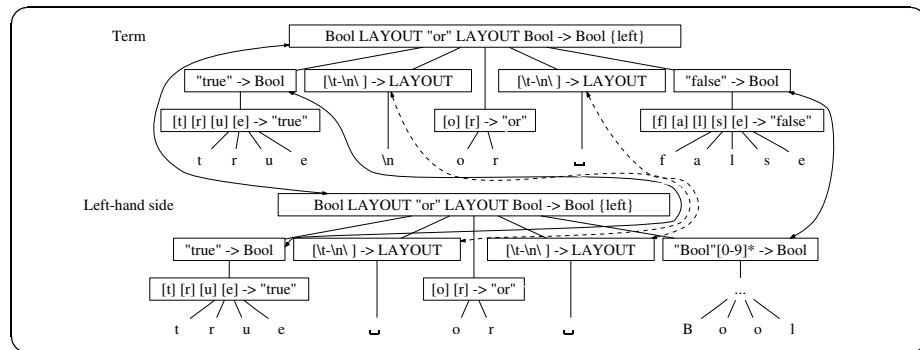 Term
Bool LAYOUT "or" LAYOUT Bool -> Bool {left}
"true" -> Bool [\t-\n\ ] -> LAYOUT [\t-\n\ ] -> LAYOUT "false" -> Bool
[t] [r] [u] [e] -> "true" [o] [r] -> "or" [f] [a] [l] [s] [e] -> "false"
t r u e \n o r ␣ f a l s e
Left-hand side
Bool LAYOUT "or" LAYOUT Bool -> Bool {left}
"true" -> Bool [\t-\n\ ] -> LAYOUT [\t-\n\ ] -> LAYOUT "Bool"[0-9]* -> Bool
[t] [r] [u] [e] -> "true" [o] [r] -> "or" ...
t r u e ␣ o r ␣ B o o l